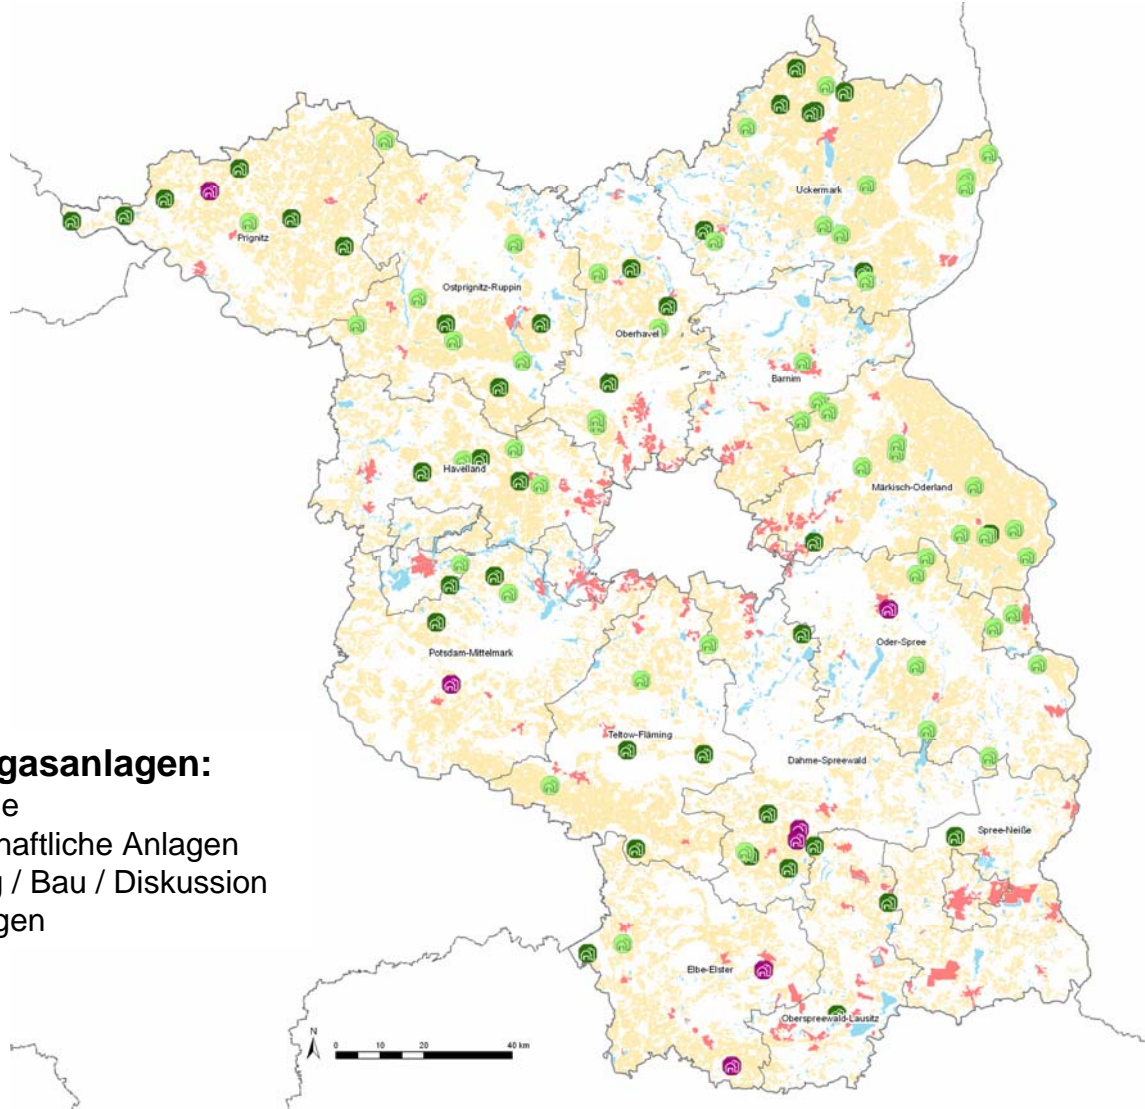 Uckermark
Prignitz
Ostprignitz-Ruppin
Oberhavel
Barnim
Havelland
Märkisch-Oderland
Oder-Spree
Potsdam-Mittelmark
Teltow-Fläming
Dahme-Spreewald
Spree-Neiße
Elbe-Elster
Oberspreewald-Lausitz
gasanlagen:
e
haftliche Anlagen
g / Bau / Diskussion
gen
N
0 10 20 40 km